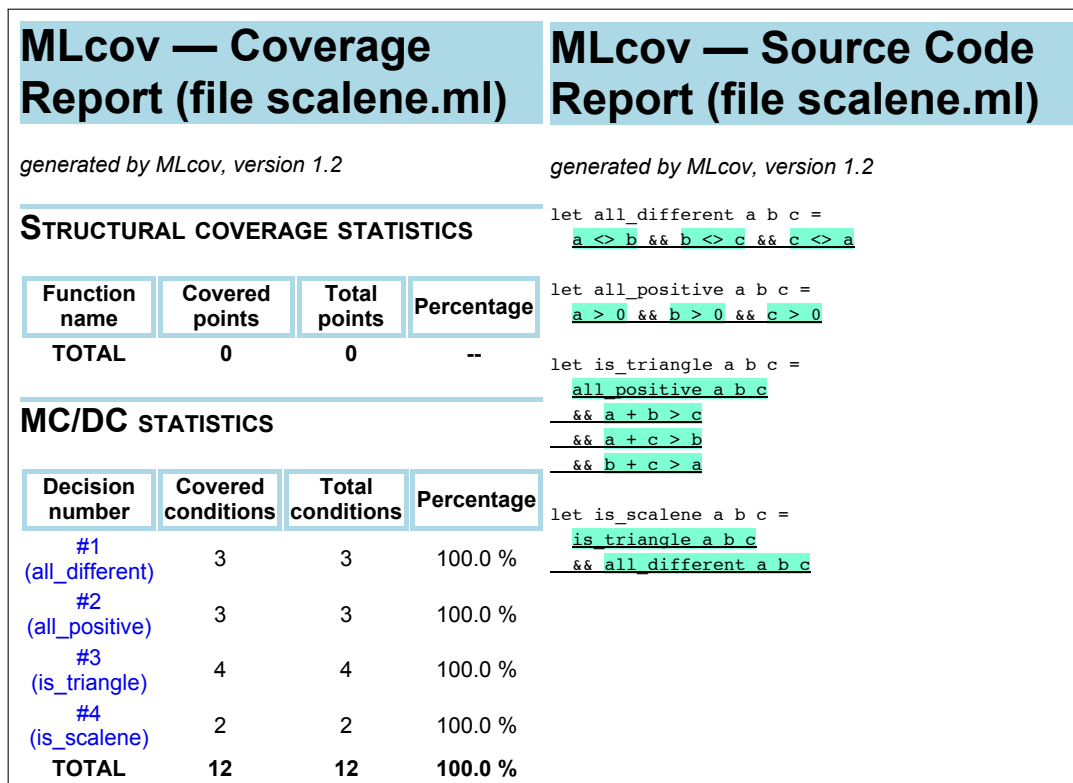 MLcov — Coverage
Report (file scalene.ml)
generated by MLcov, version 1.2
STRUCTURAL COVERAGE STATISTICS
Function name Covered points Total points Percentage
TOTAL 0 0 --
MC/DC STATISTICS
Decision number Covered conditions Total conditions Percentage
#1 (all_different) 3 3 100.0 %
#2 (all_positive) 3 3 100.0 %
#3 (is_triangle) 4 4 100.0 %
#4 (is_scalene) 2 2 100.0 %
TOTAL 12 12 100.0 %
MLcov — Source Code
Report (file scalene.ml)
generated by MLcov, version 1.2
let all_different a b c =
  a <> b && b <> c && c <> a
let all_positive a b c =
  a > 0 && b > 0 && c > 0
let is_triangle a b c =
  all_positive a b c
  && a + b > c
  && a + c > b
  && b + c > a
let is_scalene a b c =
  is_triangle a b c
  && all_different a b c